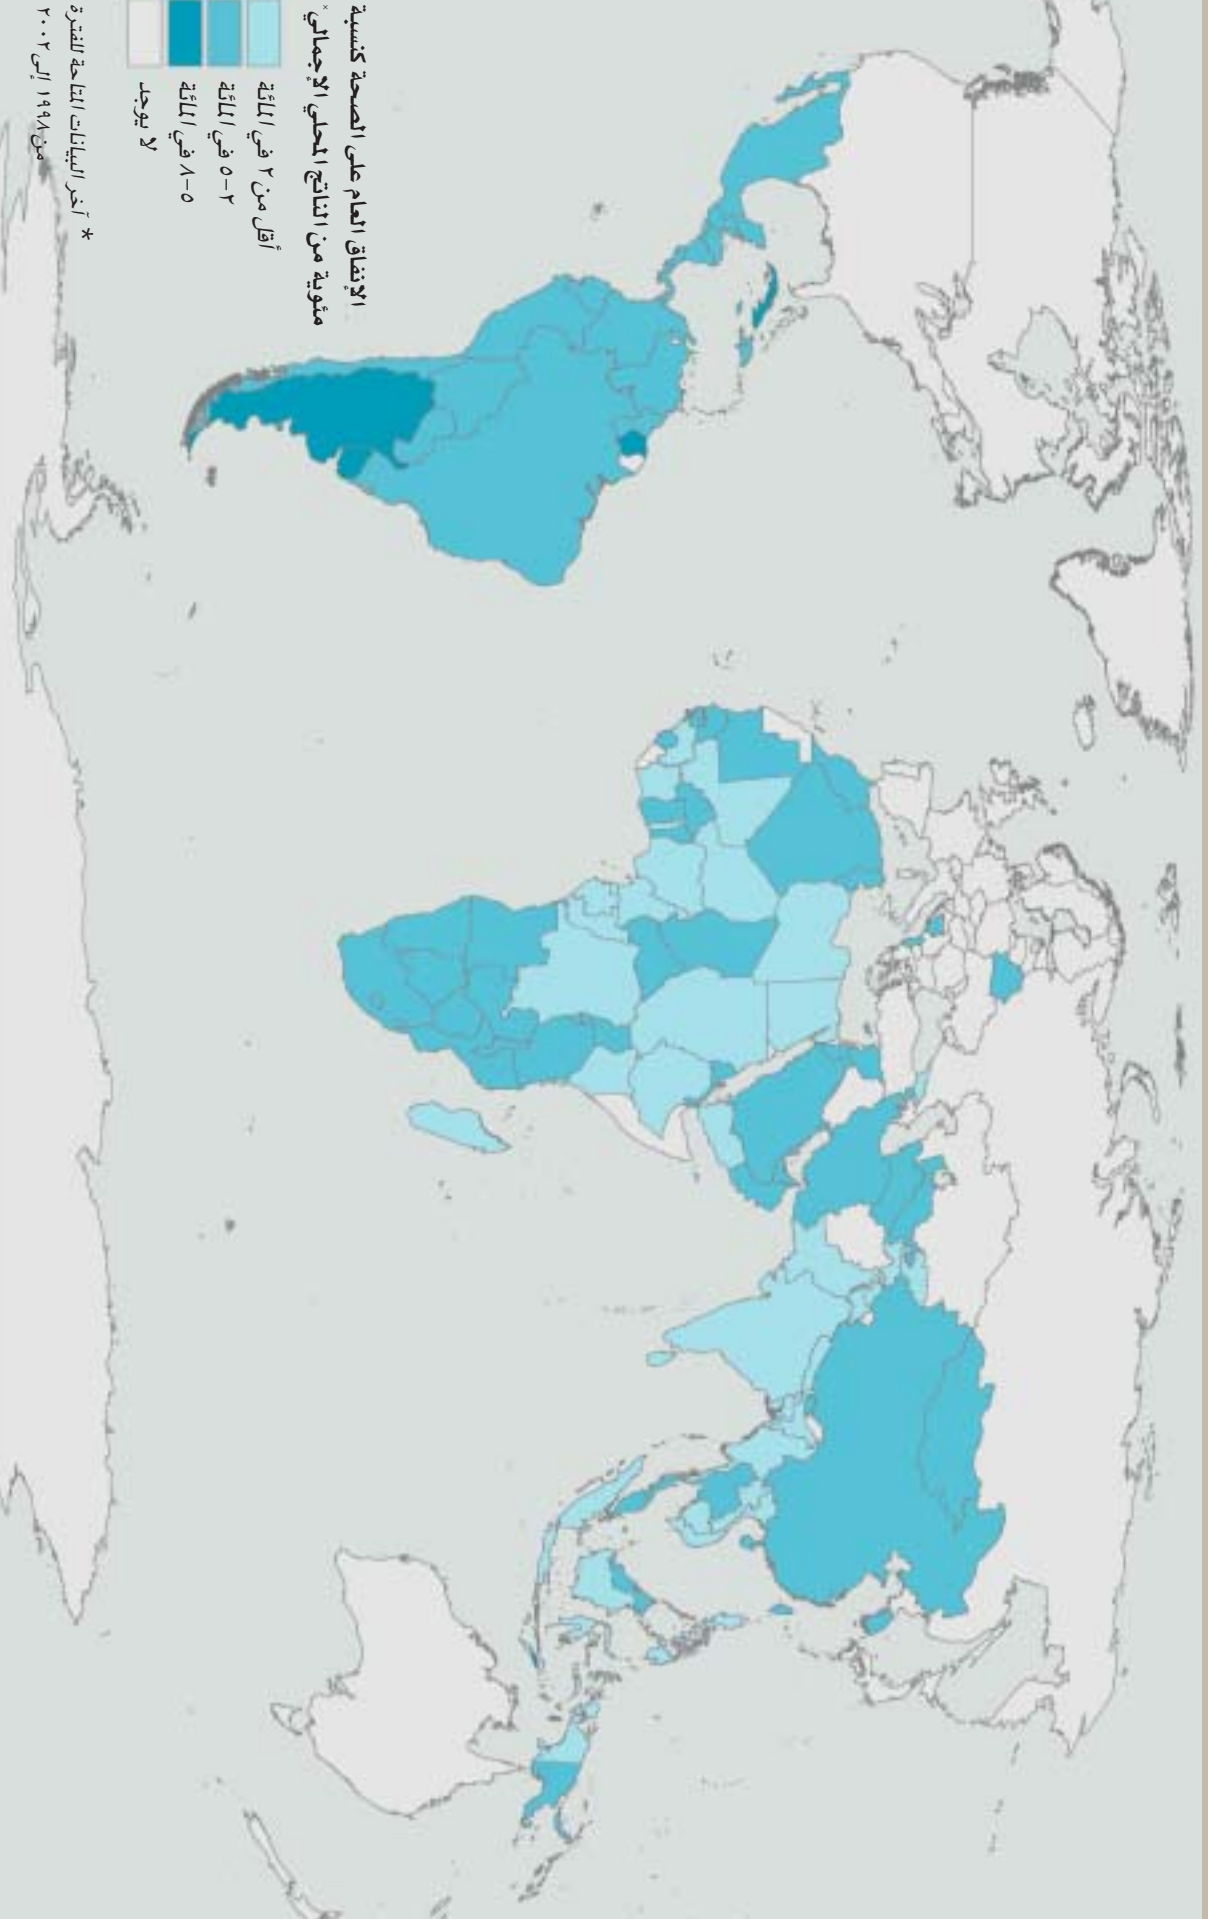 الإنفاق العام على الصحة كنسبة
مئوية من الناتج المحلي الإجمالي*
أقل من ٢ في المائة
٢-٥ في المائة
٥-٨ في المائة
لا يوجد
* آخر البيانات المتاحة للفترة
من ١٩٩٨ إلى ٢٠٠٢